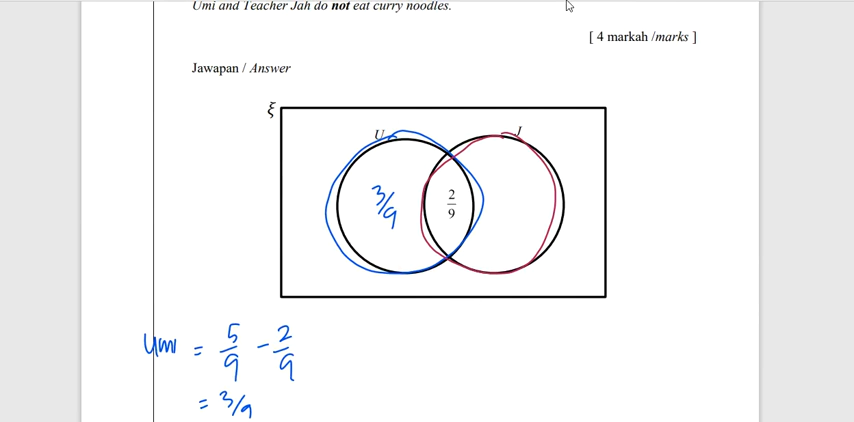 Umi and Teacher Jah do not eat curry noodles.
[ 4 markah /marks ]
Jawapan / Answer
ξ
U
J
3/9
2/9
Umi = 5/9 - 2/9
= 3/9